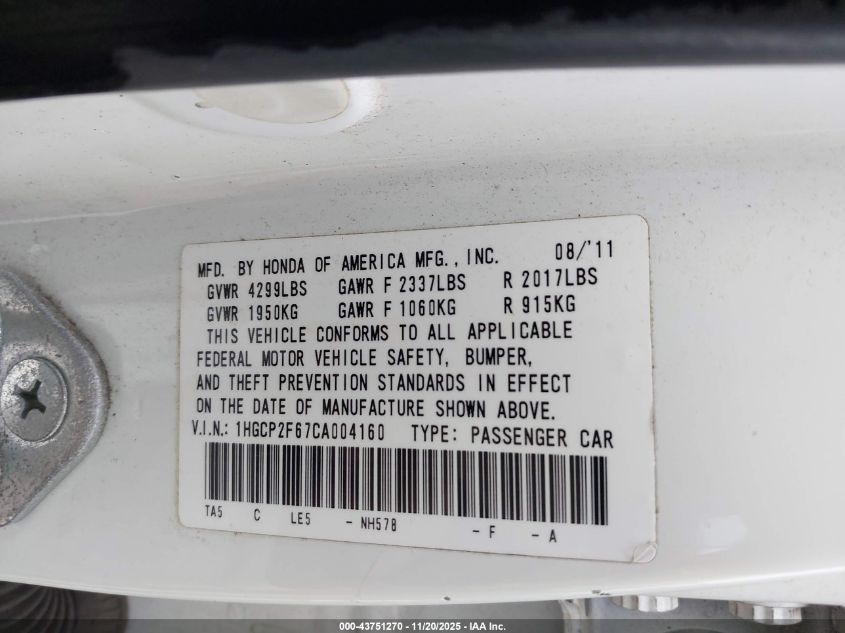 MFD. BY HONDA OF AMERICA MFG., INC. 08/'11
GVWR 4299LBS GAWR F 2337LBS R 2017LBS
GVWR 1950KG GAWR F 1060KG R 915KG
THIS VEHICLE CONFORMS TO ALL APPLICABLE
FEDERAL MOTOR VEHICLE SAFETY, BUMPER,
AND THEFT PREVENTION STANDARDS IN EFFECT
ON THE DATE OF MANUFACTURE SHOWN ABOVE.
V.I.N.: 1HGCP2F67CA004160 TYPE: PASSENGER CAR
TA5 C LE5 - NH578 - F - A
000-43751270 - 11/20/2025 - IAA Inc.